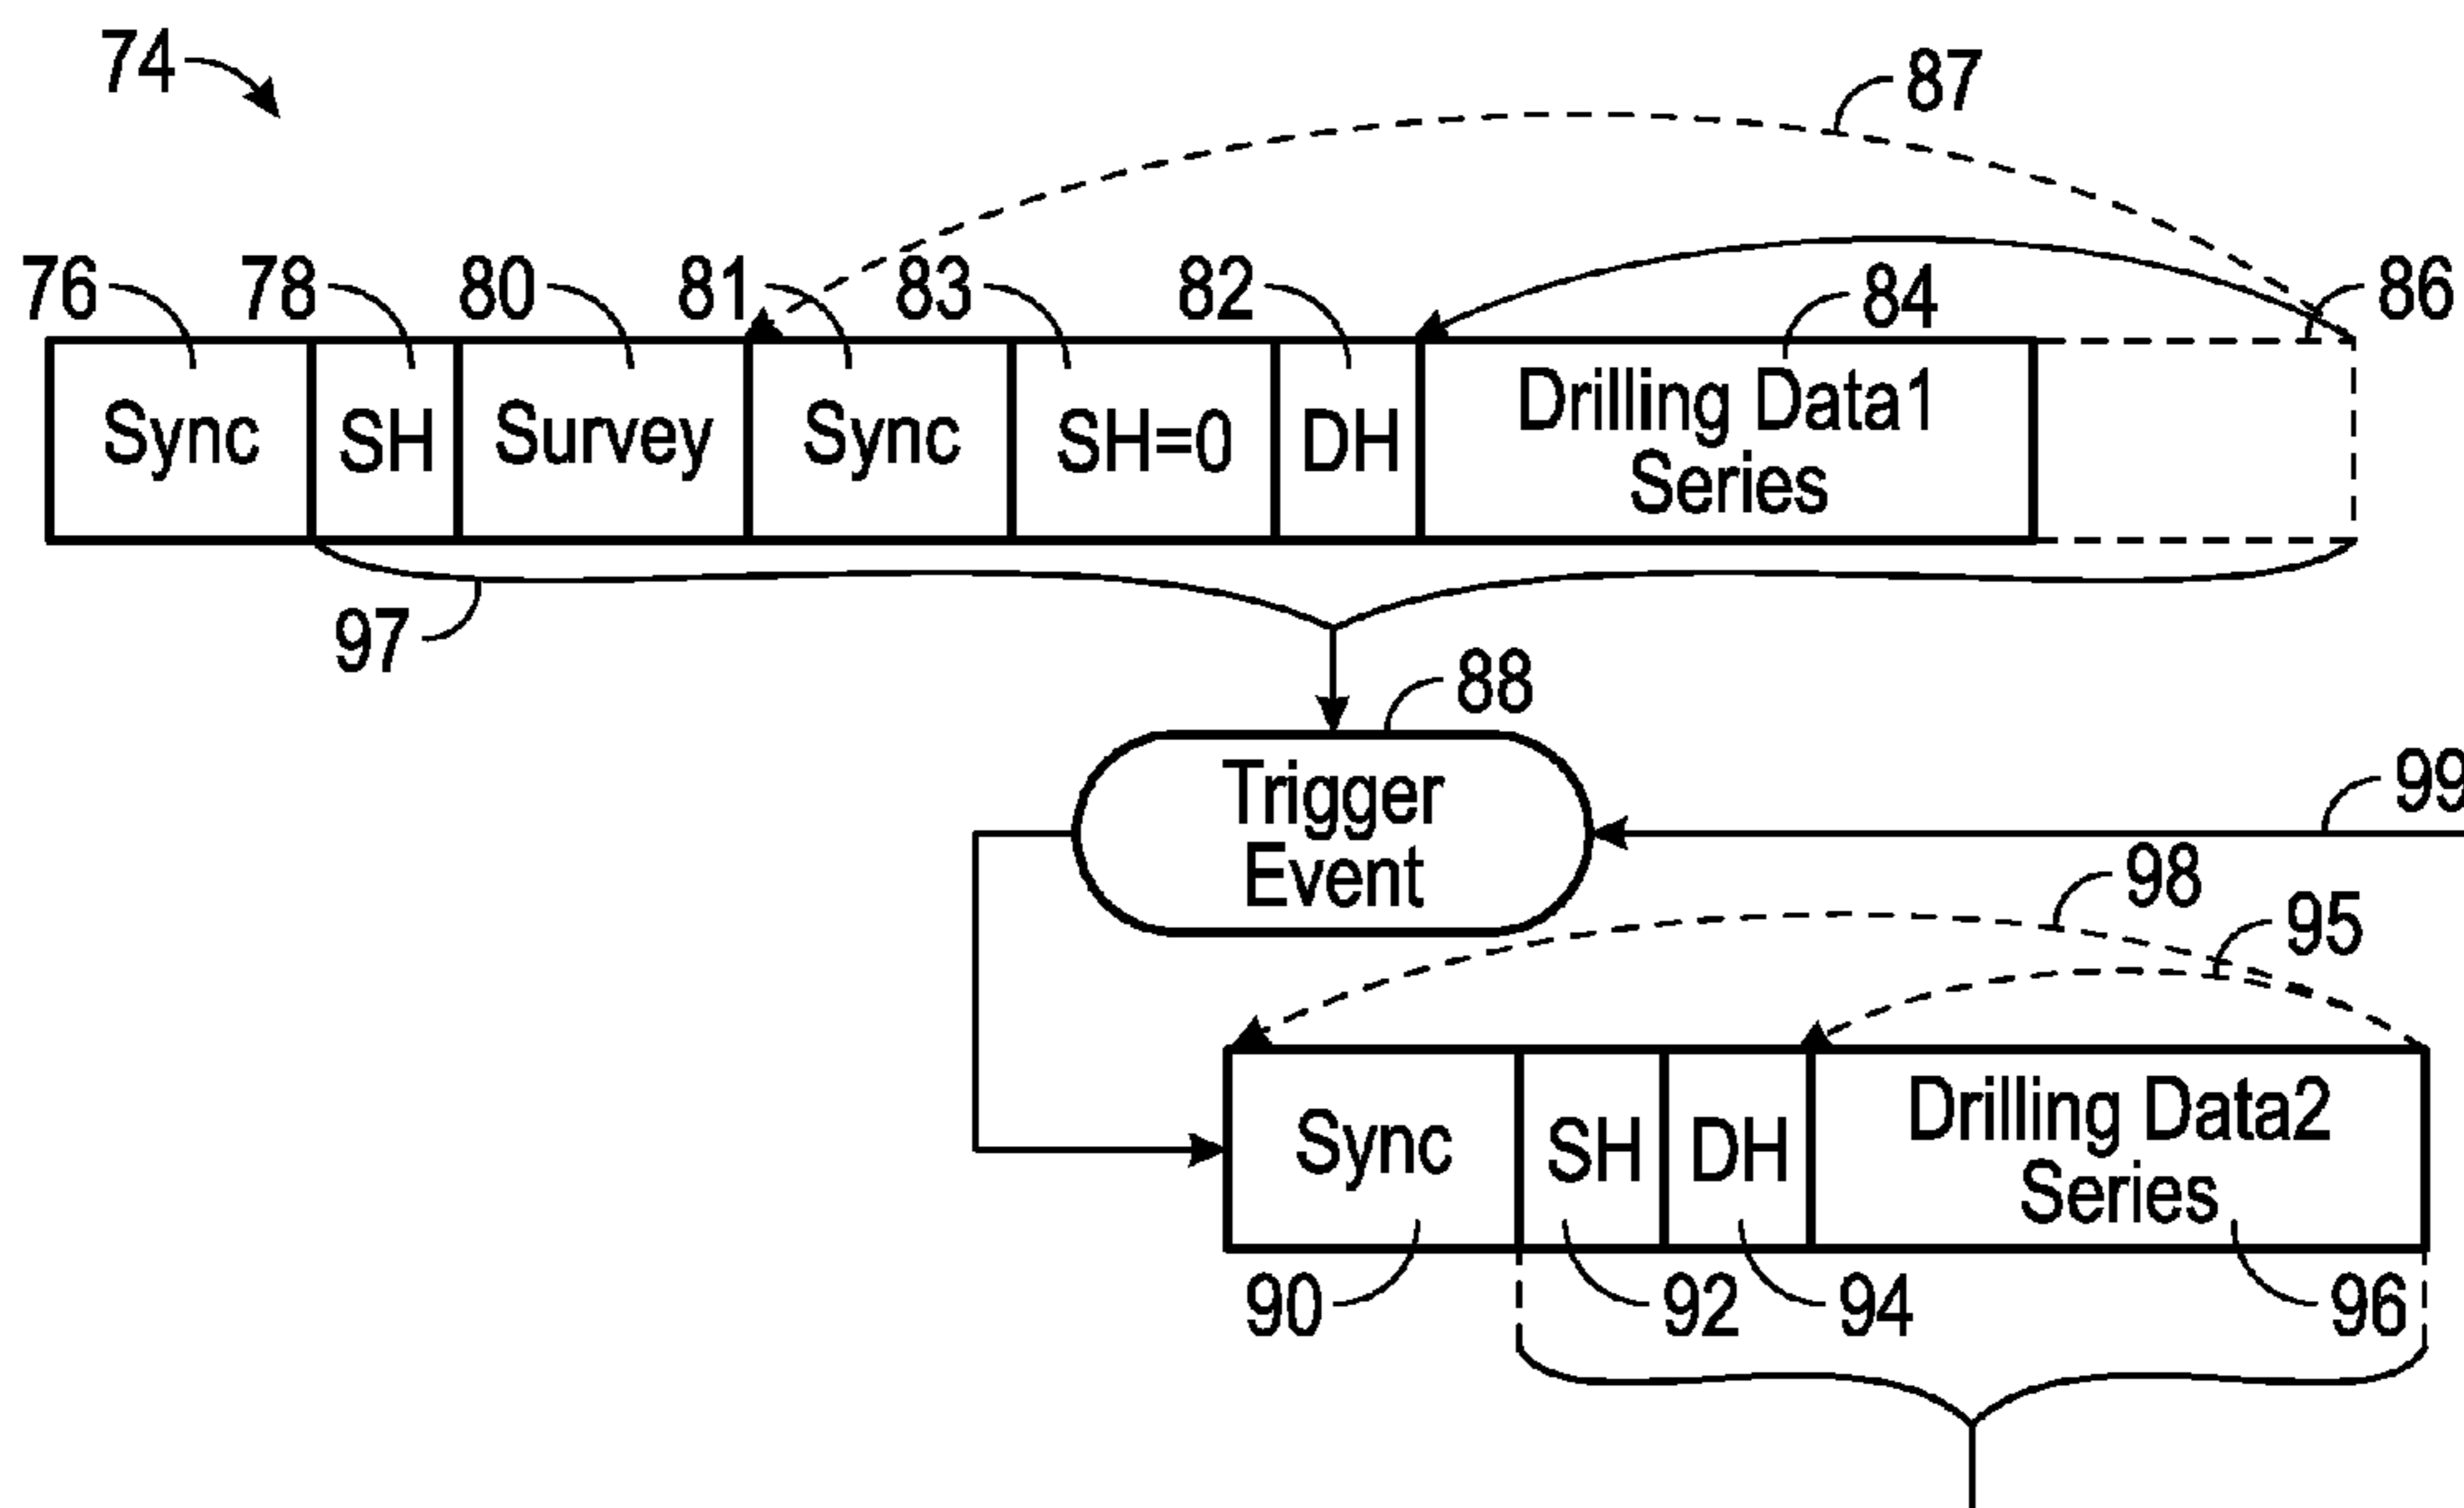 74
87
76 78 80 81 83 82 84 86
Sync SH Survey Sync SH=0 DH Drilling Data1
Series
97
88
Trigger
Event
99
98
95
Sync SH DH Drilling Data2
Series
90 92 94 96